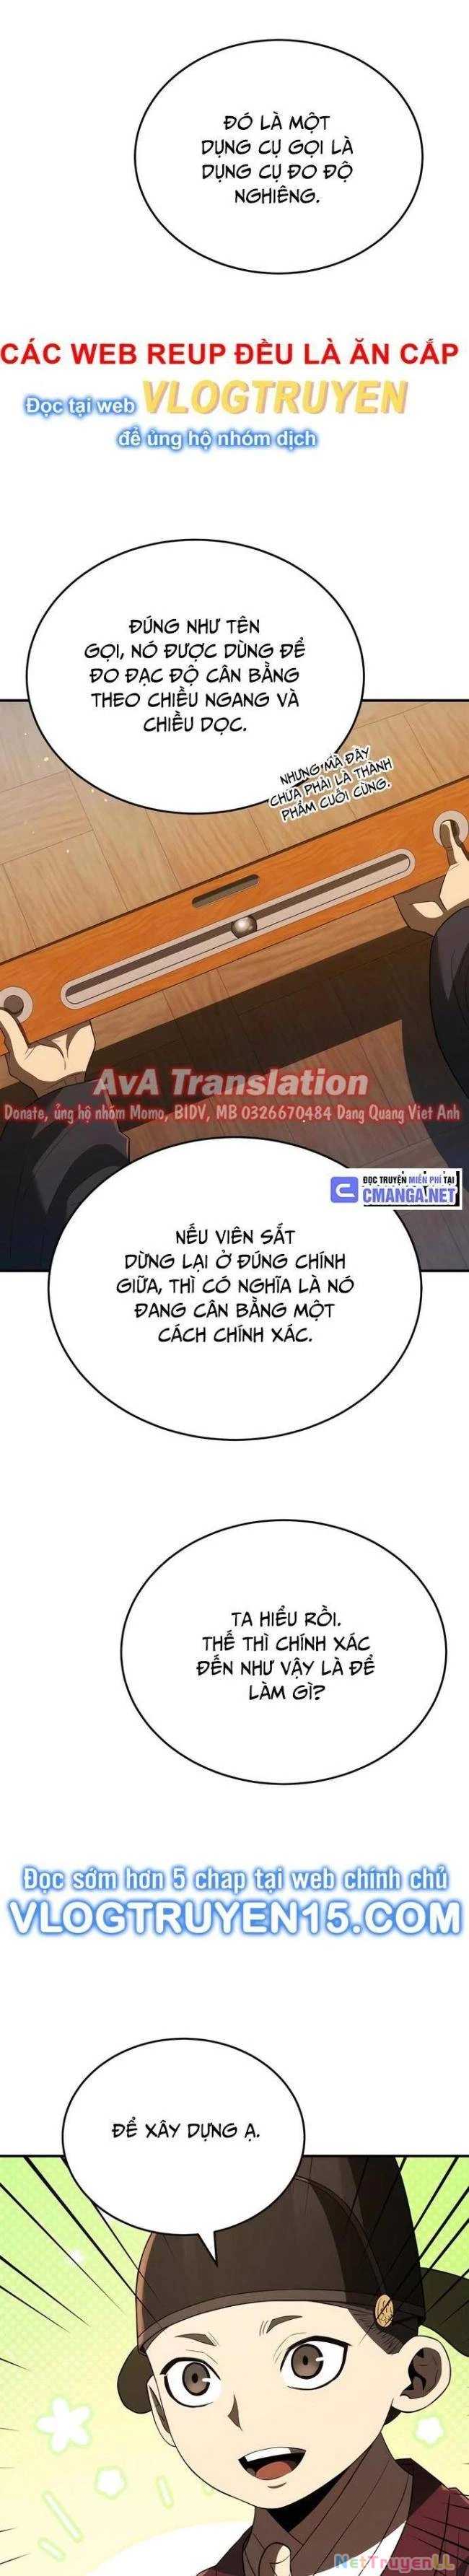 ĐÓ LÀ MỘT
DỤNG CỤ GỌI LÀ
DỤNG CỤ ĐO ĐỘ
NGHIÊNG.
CÁC WEB REUP ĐỀU LÀ ĂN CẮP
Đọc tại web VLOGTRUYEN
để ủng hộ nhóm dịch
ĐÚNG NHƯ TÊN
GỌI, NÓ ĐƯỢC DÙNG ĐỂ
ĐO ĐẠC ĐỘ CÂN BẰNG
THEO CHIỀU NGANG VÀ
CHIỀU DỌC.
NHƯNG MÀ ĐÂY
CHƯA PHẢI LÀ THÀNH
PHẨM CUỐI CÙNG.
AvA Translation
Donate, ủng hộ nhóm Momo, BIDV, MB 0326670484 Dang Quang Viet Anh
ĐỌC TRUYỆN MIỄN PHÍ TẠI
CMANGA.NET
NẾU VIÊN SẮT
DỪNG LẠI Ở ĐÚNG CHÍNH
GIỮA, THÌ CÓ NGHĨA LÀ NÓ
ĐANG CÂN BẰNG MỘT
CÁCH CHÍNH XÁC.
TA HIỂU RỒI.
THẾ THÌ CHÍNH XÁC
ĐẾN NHƯ VẬY LÀ ĐỂ
LÀM GÌ?
Đọc sớm hơn 5 chap tại web chính chủ
VLOGTRUYEN15.COM
ĐỂ XÂY DỰNG Ạ.
NetTruyenLL